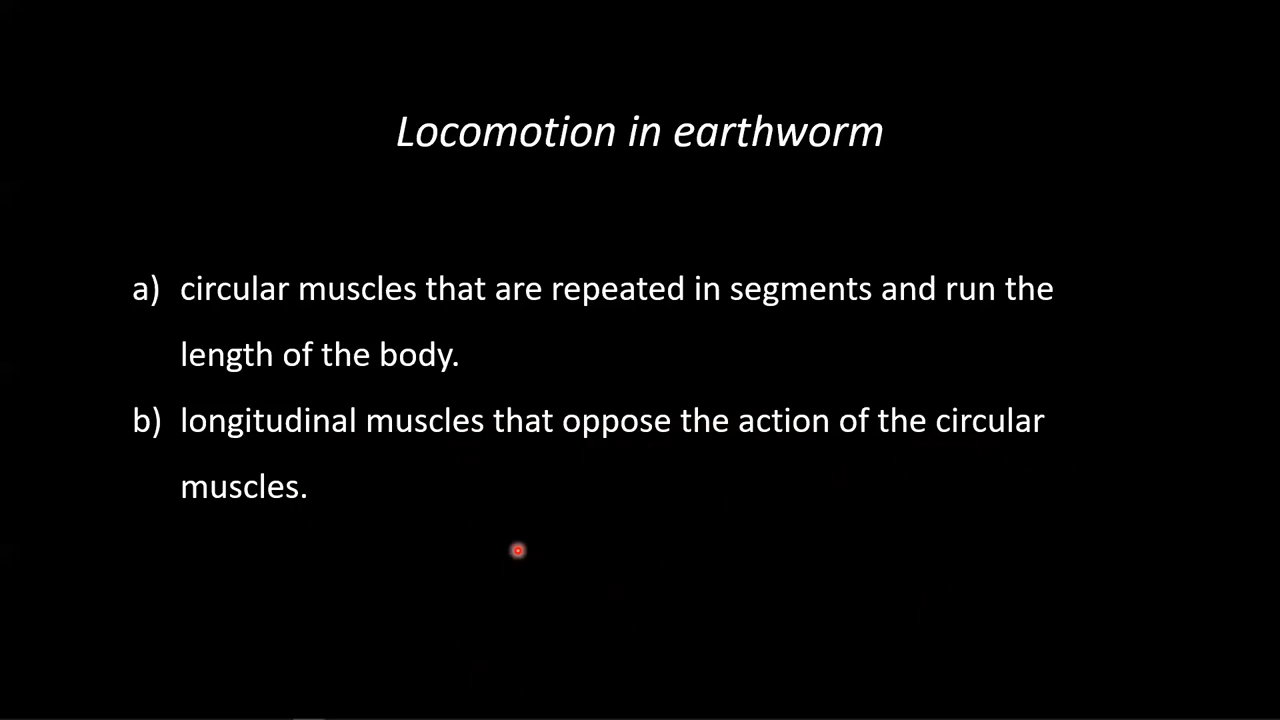 Locomotion in earthworm
a) circular muscles that are repeated in segments and run the
length of the body.
b) longitudinal muscles that oppose the action of the circular
muscles.